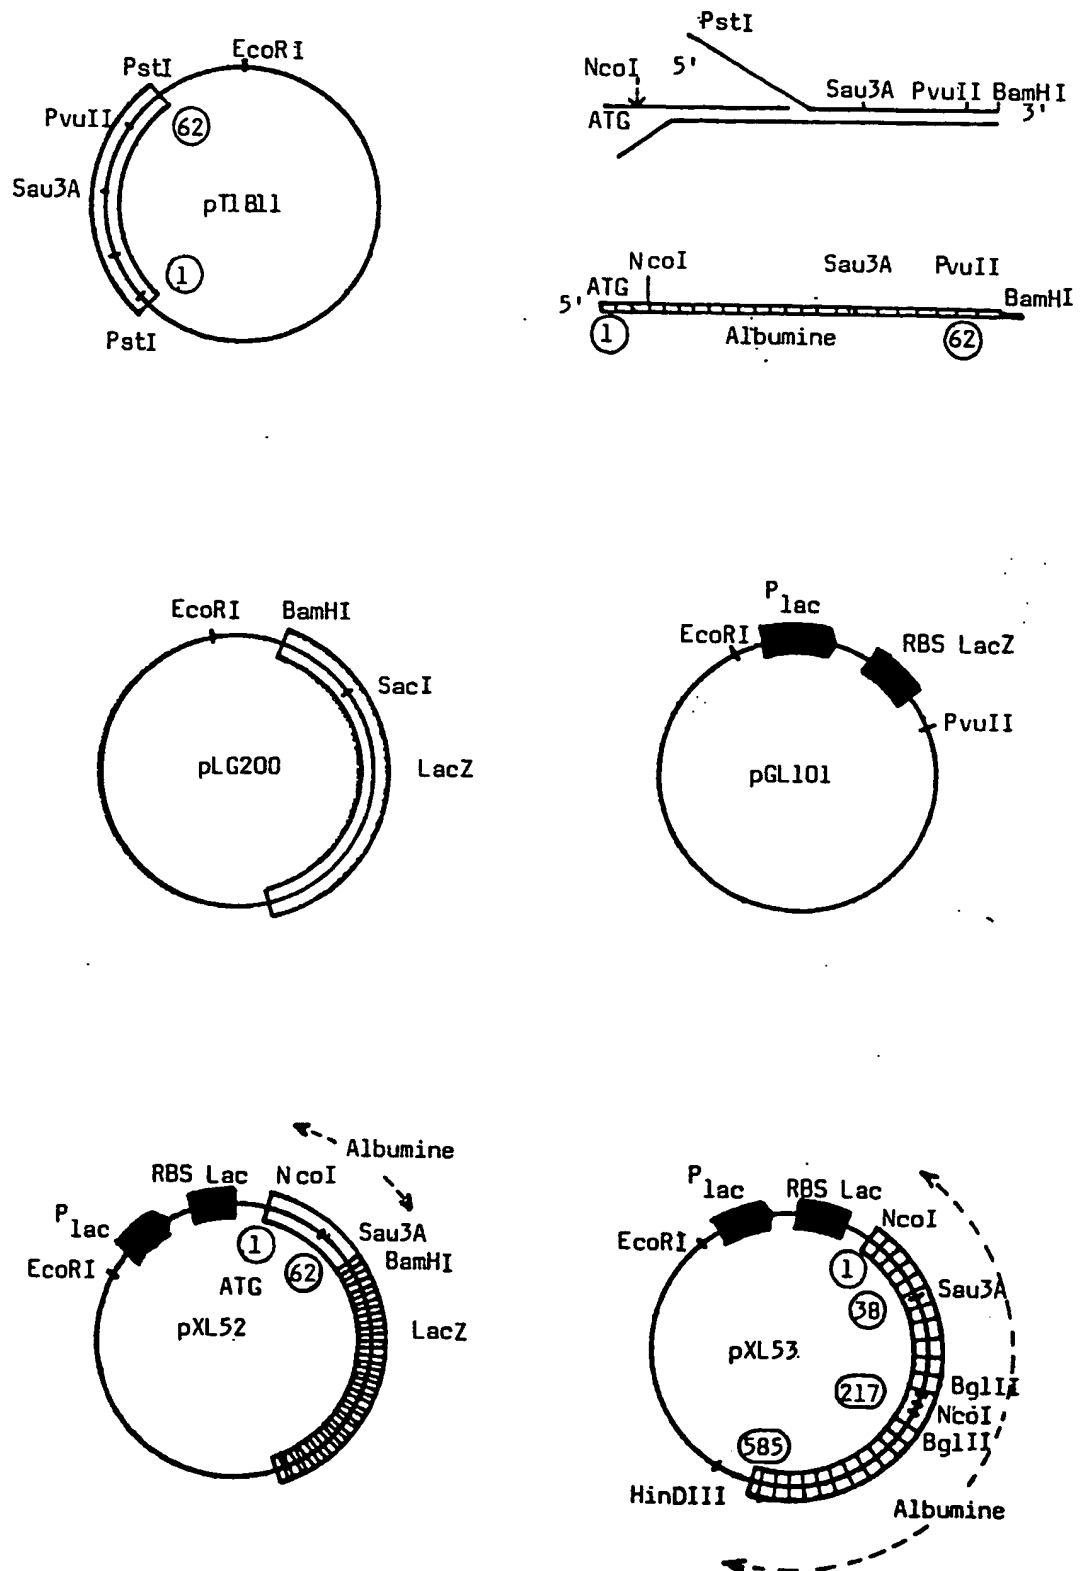 EcoRI
PstI
PvuII
62
Sau3A
pT1B11
1
PstI
PstI
NcoI
5'
Sau3A PvuII BamHI
ATG
3'
NcoI
Sau3A PvuII
ATG
BamHI
5'
1
Albumine
62
EcoRI BamHI
SacI
pLG200
LacZ
P lac
EcoRI
RBS LacZ
PvuII
pGL101
Albumine
RBS Lac NcoI
P lac
Sau3A
1
BamHI
62
EcoRI
ATG
pXL52
LacZ
P lac
RBS Lac
NcoI
EcoRI
1
Sau3A
38
pXL53
217
BglII
NcoI
BglII
585
HinDIII
Albumine